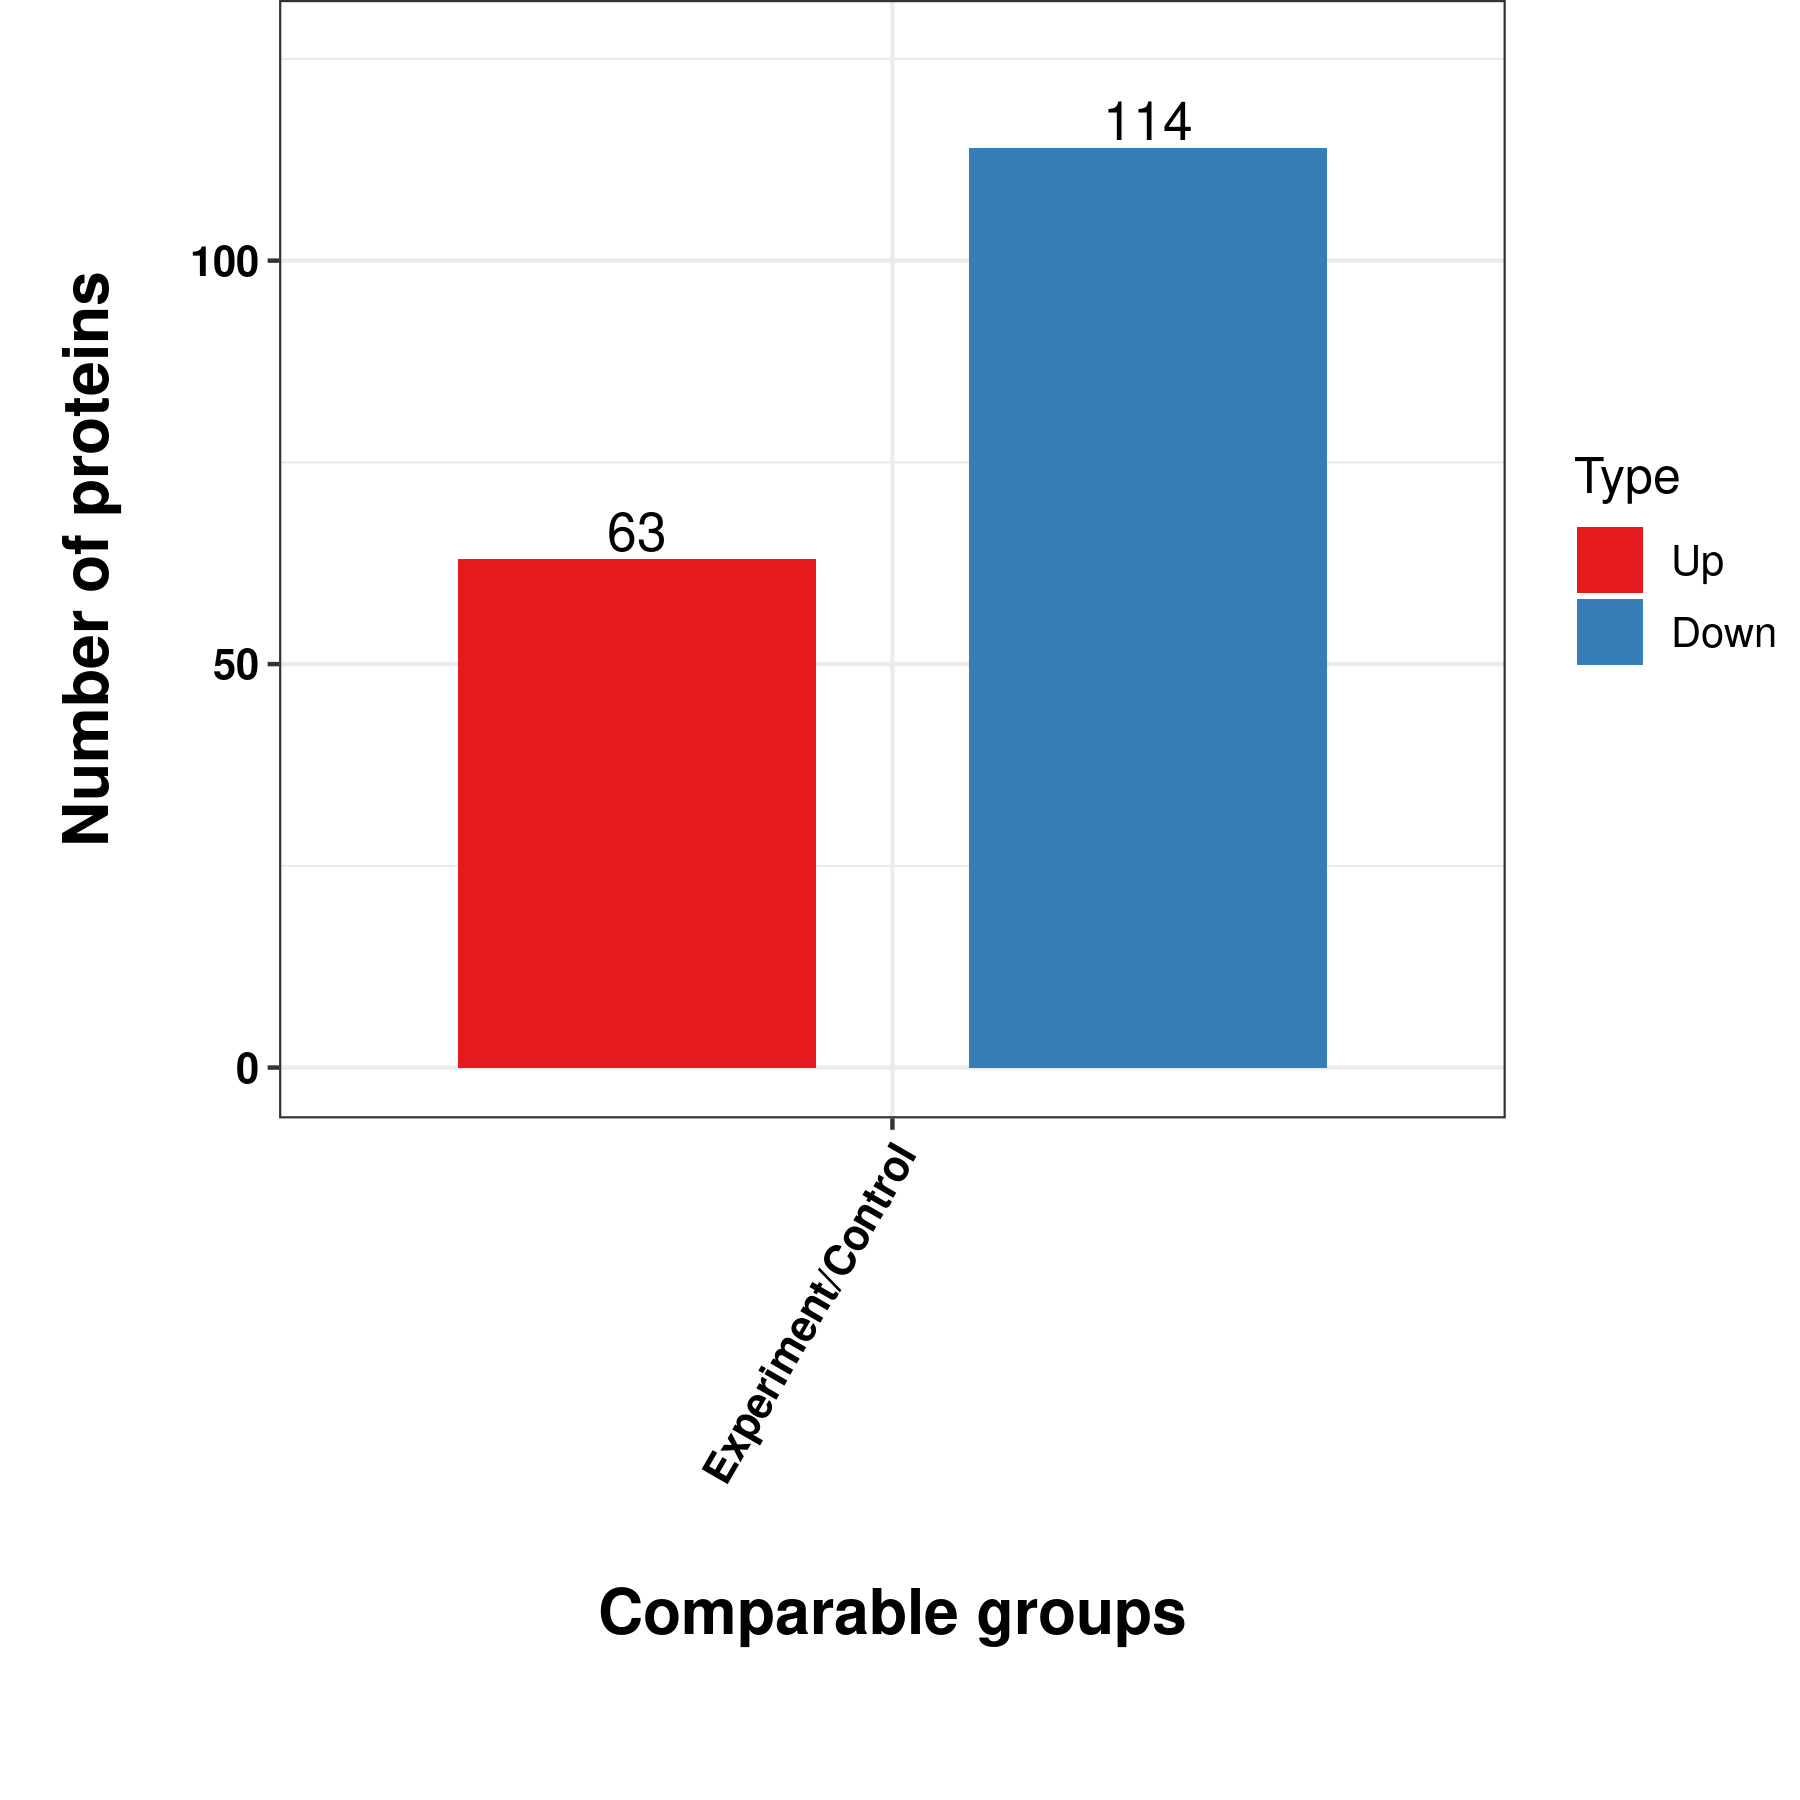 Number of proteins
100
50
0
63
114
Type
Up
Down
Experiment/Control
Comparable groups